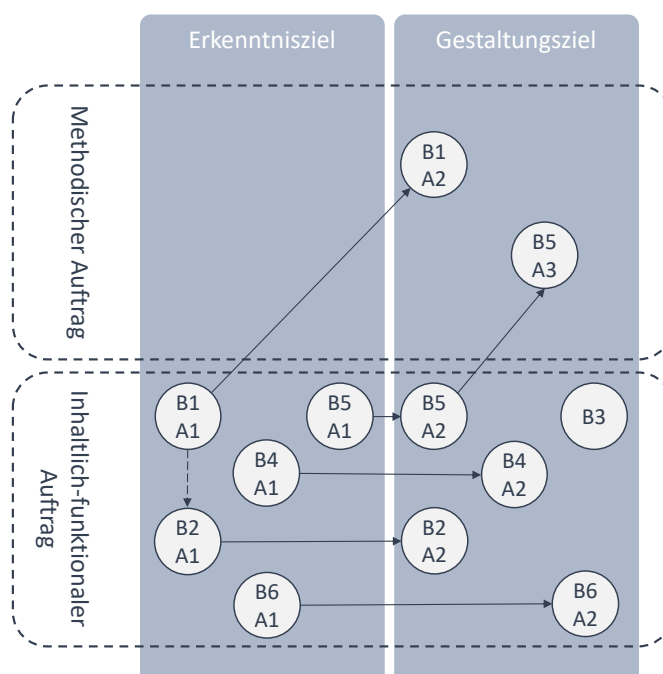 Erkenntnisziel
Gestaltungsziel
Methodischer Auftrag
B1
A2
B5
A3
Inhaltlich-funktionaler
Auftrag
B1
A1
B5
A1
B5
A2
B3
B4
A1
B4
A2
B2
A1
B2
A2
B6
A1
B6
A2